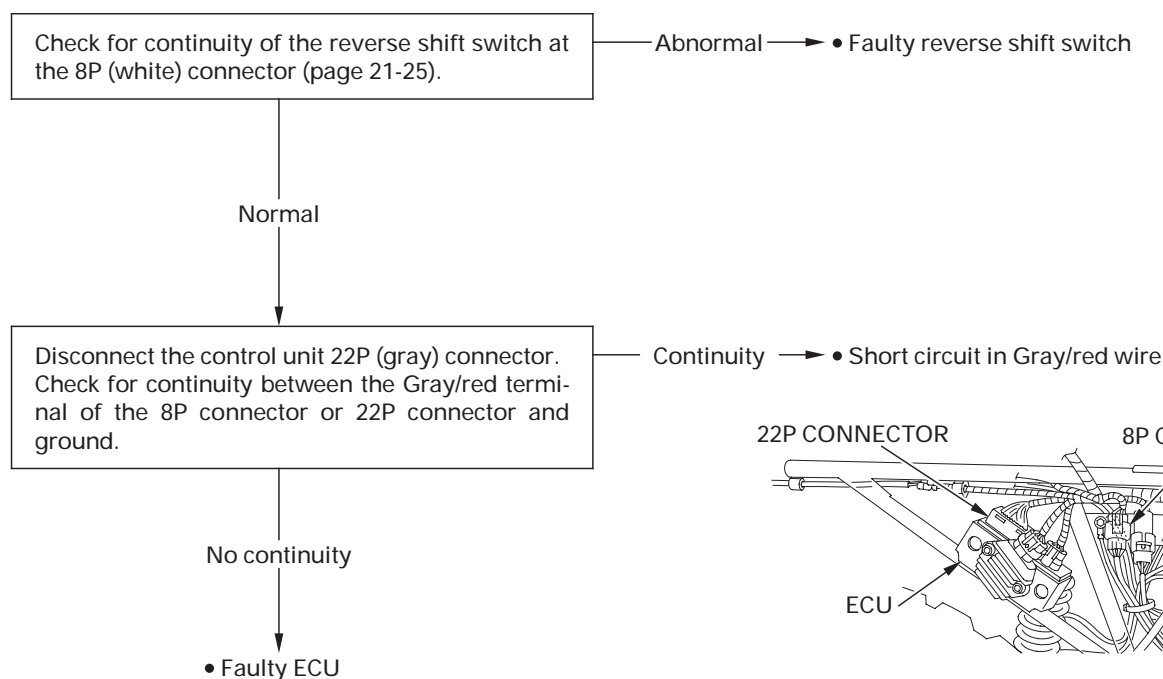 Check for continuity of the reverse shift switch at
the 8P (white) connector (page 21-25).
Abnormal
• Faulty reverse shift switch
Normal
Disconnect the control unit 22P (gray) connector.
Check for continuity between the Gray/red termi-
nal of the 8P connector or 22P connector and
ground.
Continuity
• Short circuit in Gray/red wire
22P CONNECTOR
8P C
No continuity
ECU
• Faulty ECU